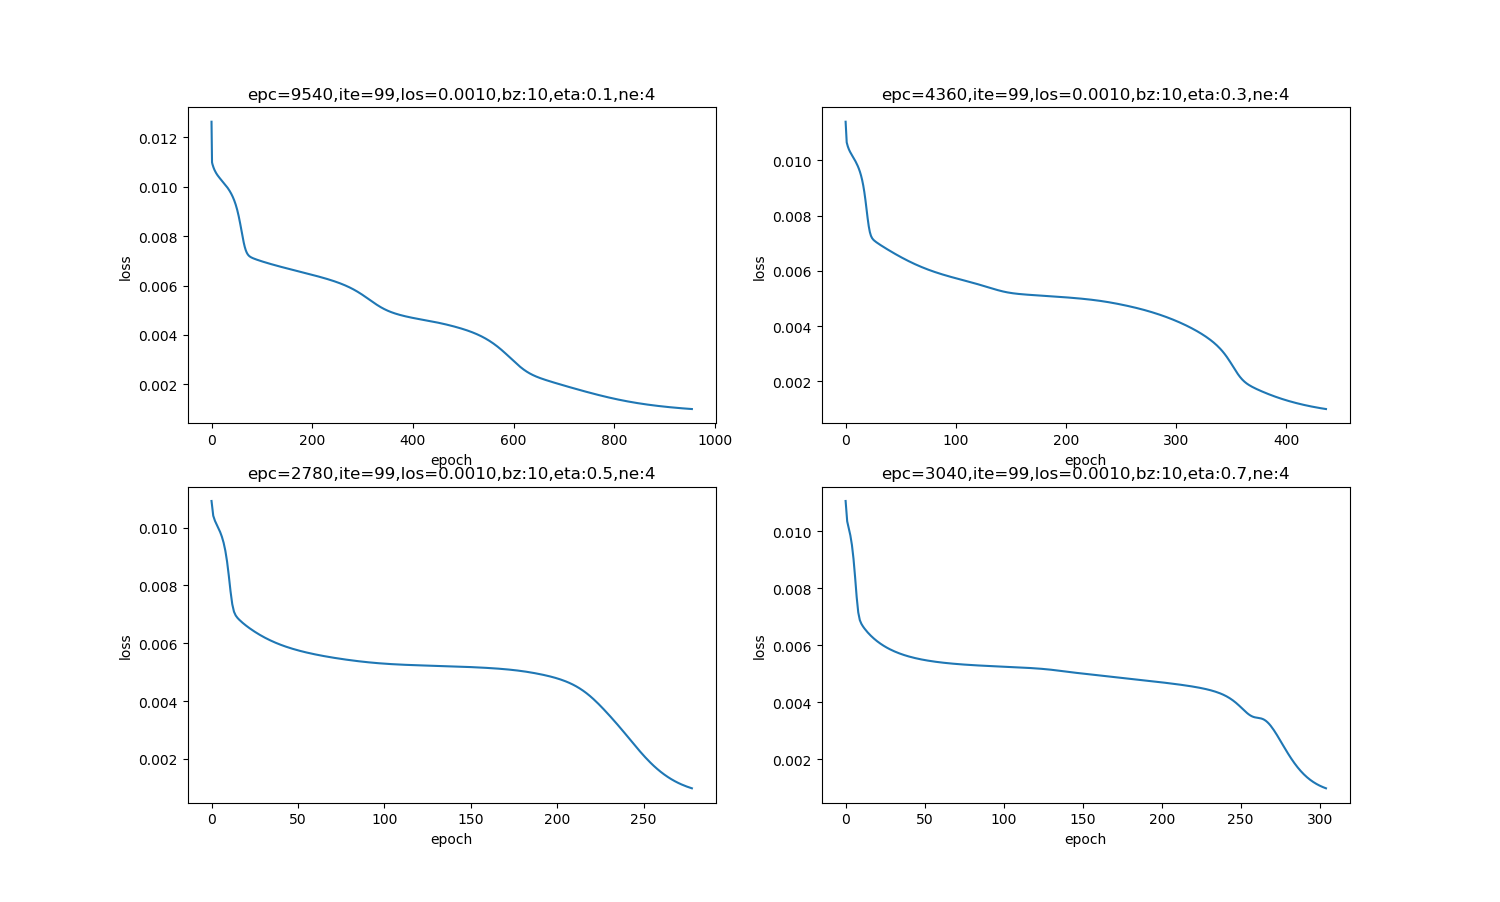 epc=9540,ite=99,los=0.0010,bz:10,eta:0.1,ne:4
0.012
0.010
0.008
0.006
0.004
0.002
loss
0 200 400 600 800 1000
epoch
epc=4360,ite=99,los=0.0010,bz:10,eta:0.3,ne:4
0.010
0.008
0.006
0.004
0.002
loss
0 100 200 300 400
epoch
epc=2780,ite=99,los=0.0010,bz:10,eta:0.5,ne:4
0.010
0.008
0.006
0.004
0.002
loss
0 50 100 150 200 250
epoch
epc=3040,ite=99,los=0.0010,bz:10,eta:0.7,ne:4
0.010
0.008
0.006
0.004
0.002
loss
0 50 100 150 200 250 300
epoch